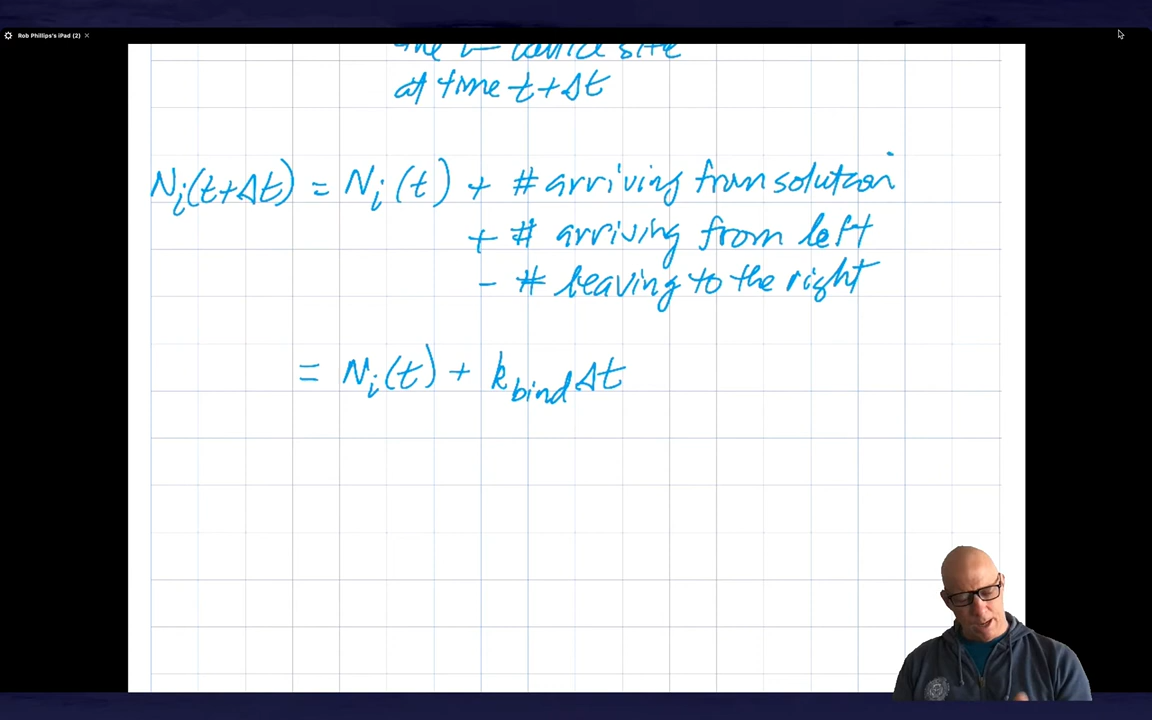 Rob Phillips's iPad (2)
at time t+Δt
Nᵢ(t+Δt) = Nᵢ(t) + # arriving from solution
+ # arriving from left
- # leaving to the right
= Nᵢ(t) + k_bind Δt